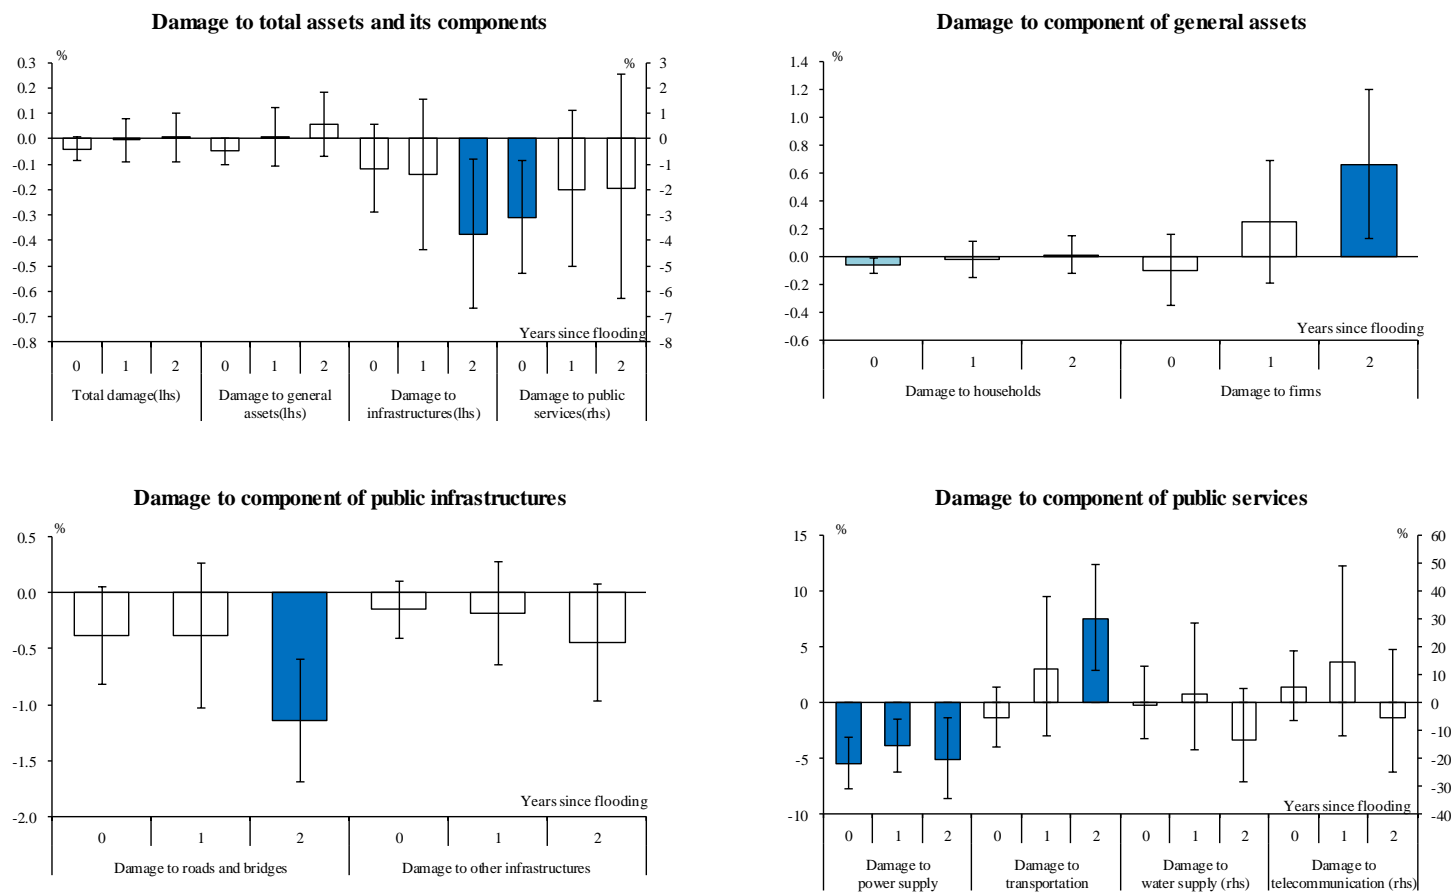 Damage to total assets and its components
%
%
0.3
0.2
0.1
0.0
-0.1
-0.2
-0.3
-0.4
-0.5
-0.6
-0.7
-0.8
3
2
1
0
-1
-2
-3
-4
-5
-6
-7
-8
Years since flooding
0 1 2 0 1 2 0 1 2 0 1 2
Total damage(lhs)
Damage to general
assets(lhs)
Damage to
infrastructures(lhs)
Damage to public
services(rhs)
Damage to component of general assets
%
1.4
1.2
1.0
0.8
0.6
0.4
0.2
0.0
-0.2
-0.4
-0.6
Years since flooding
0 1 2 0 1 2
Damage to households
Damage to firms
Damage to component of public infrastructures
%
0.5
0.0
-0.5
-1.0
-1.5
-2.0
Years since flooding
0 1 2 0 1 2
Damage to roads and bridges
Damage to other infrastructures
Damage to component of public services
%
%
15
10
5
0
-5
-10
60
50
40
30
20
10
0
-10
-20
-30
-40
Years since flooding
0 1 2 0 1 2 0 1 2 0 1 2
Damage to
power supply
Damage to
transportation
Damage to
water supply (rhs)
Damage to
telecommunication (rhs)